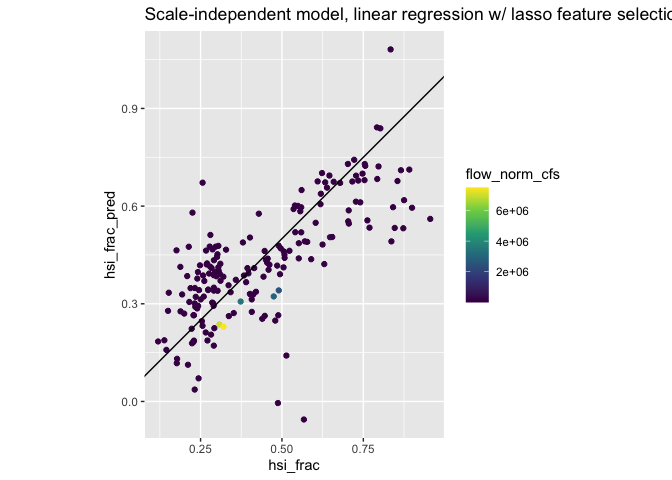 Scale-independent model, linear regression w/ lasso feature selectio
hsi_frac_pred
0.9
0.6
0.3
0.0
0.25
0.50
0.75
hsi_frac
flow_norm_cfs
6e+06
4e+06
2e+06